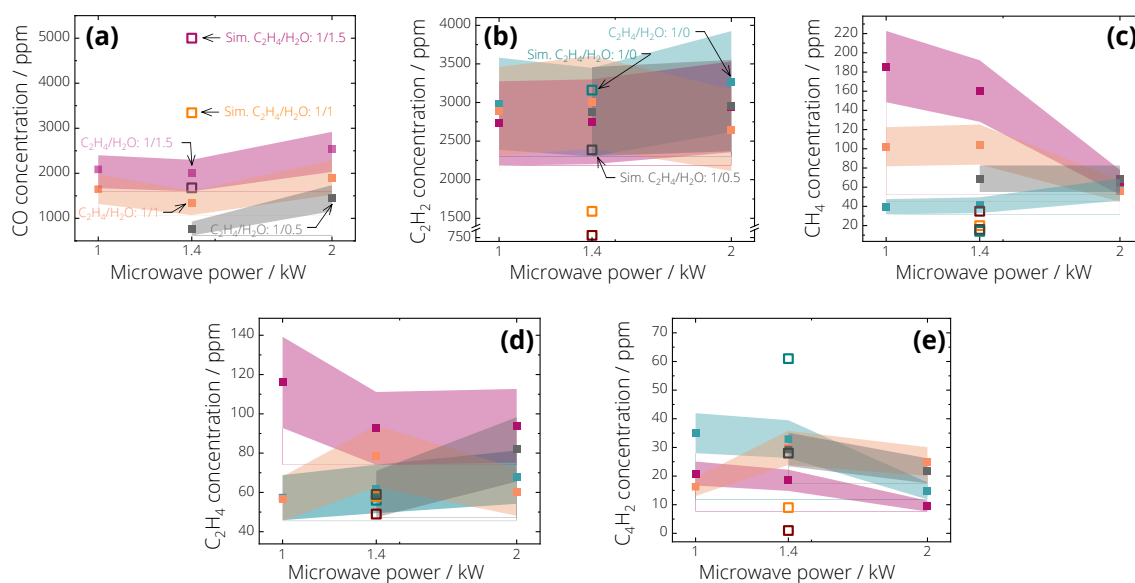 (a)
CO concentration / ppm
5000
4000
3000
2000
1000
Sim. C₂H₄/H₂O: 1/1.5
Sim. C₂H₄/H₂O: 1/1
C₂H₄/H₂O: 1/1.5
C₂H₄/H₂O: 1/1
C₂H₄/H₂O: 1/0.5
1
1.4
2
Microwave power / kW
(b)
C₂H₂ concentration / ppm
4000
3000
2250
1500
750
C₂H₄/H₂O: 1/0
Sim. C₂H₄/H₂O: 1/0
Sim. C₂H₄/H₂O: 1/0.5
1
1.4
2
Microwave power / kW
(c)
CH₄ concentration / ppm
220
200
180
160
140
120
100
80
60
40
20
1
1.4
2
Microwave power / kW
(d)
C₂H₄ concentration / ppm
140
120
100
80
60
40
1
1.4
2
Microwave power / kW
(e)
C₄H₂ concentration / ppm
70
60
50
40
30
20
10
0
1
1.4
2
Microwave power / kW